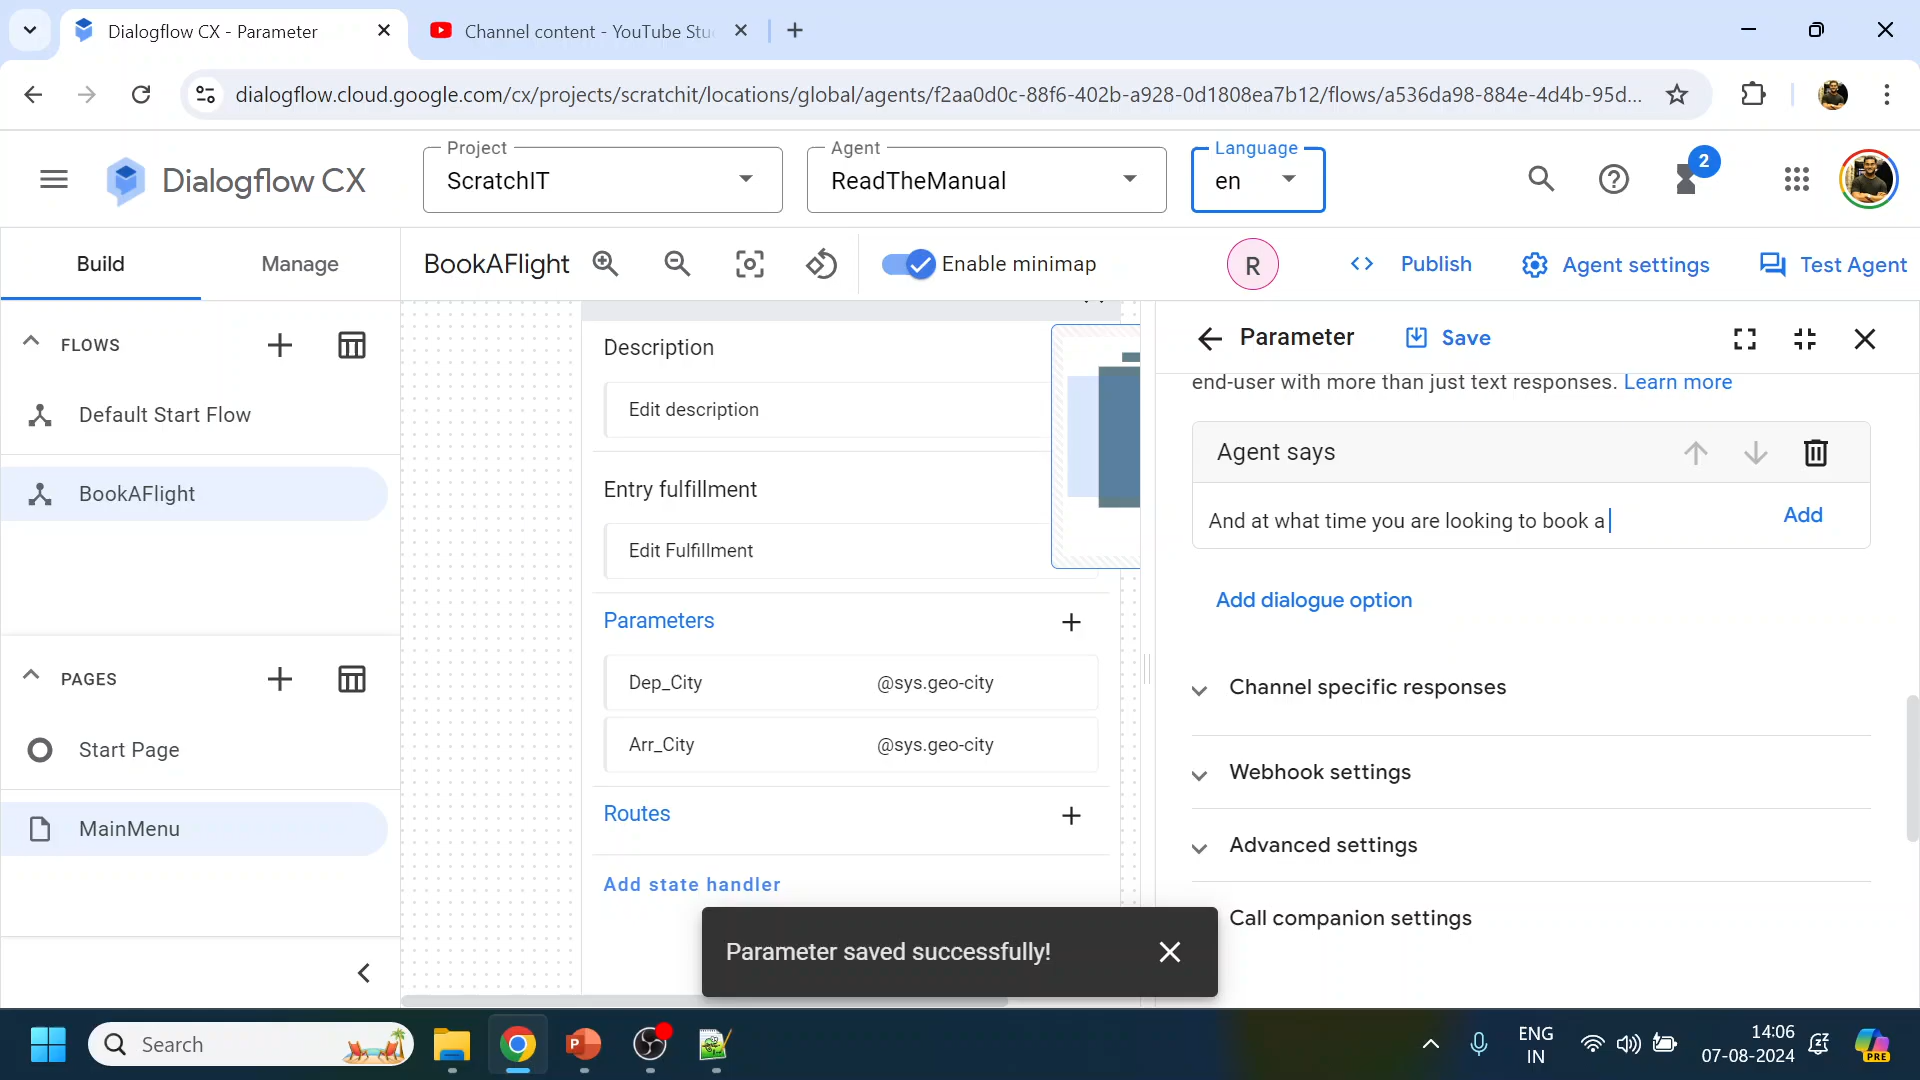 Dialogflow CX - Parameter
Channel content - YouTube Stu
dialogflow.cloud.google.com/cx/projects/scratchit/locations/global/agents/f2aa0d0c-88f6-402b-a928-0d1808ea7b12/flows/a536da98-884e-4d4b-95d...
Dialogflow CX
Project
ScratchIT
Agent
ReadTheManual
Language
en
2
Build
Manage
BookAFlight
Enable minimap
R
Publish
Agent settings
Test Agent
FLOWS
Default Start Flow
BookAFlight
PAGES
Start Page
MainMenu
Description
Edit description
Entry fulfillment
Edit Fulfillment
Parameters
Dep_City @sys.geo-city
Arr_City @sys.geo-city
Routes
Add state handler
Parameter
Save
end-user with more than just text responses. Learn more
Agent says
And at what time you are looking to book a
Add
Add dialogue option
Channel specific responses
Webhook settings
Advanced settings
Call companion settings
Parameter saved successfully!
Search
ENG
IN
14:06
07-08-2024
PRE